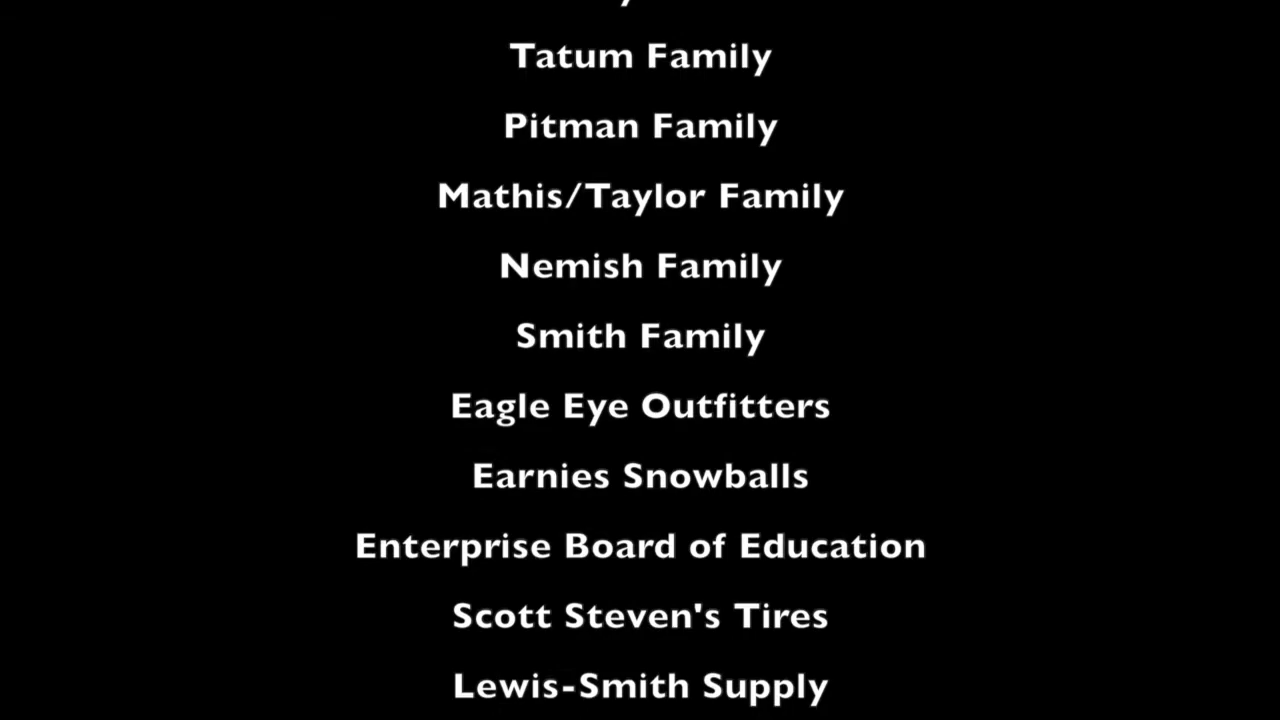 Tatum Family
Pitman Family
Mathis/Taylor Family
Nemish Family
Smith Family
Eagle Eye Outfitters
Earnies Snowballs
Enterprise Board of Education
Scott Steven's Tires
Lewis-Smith Supply